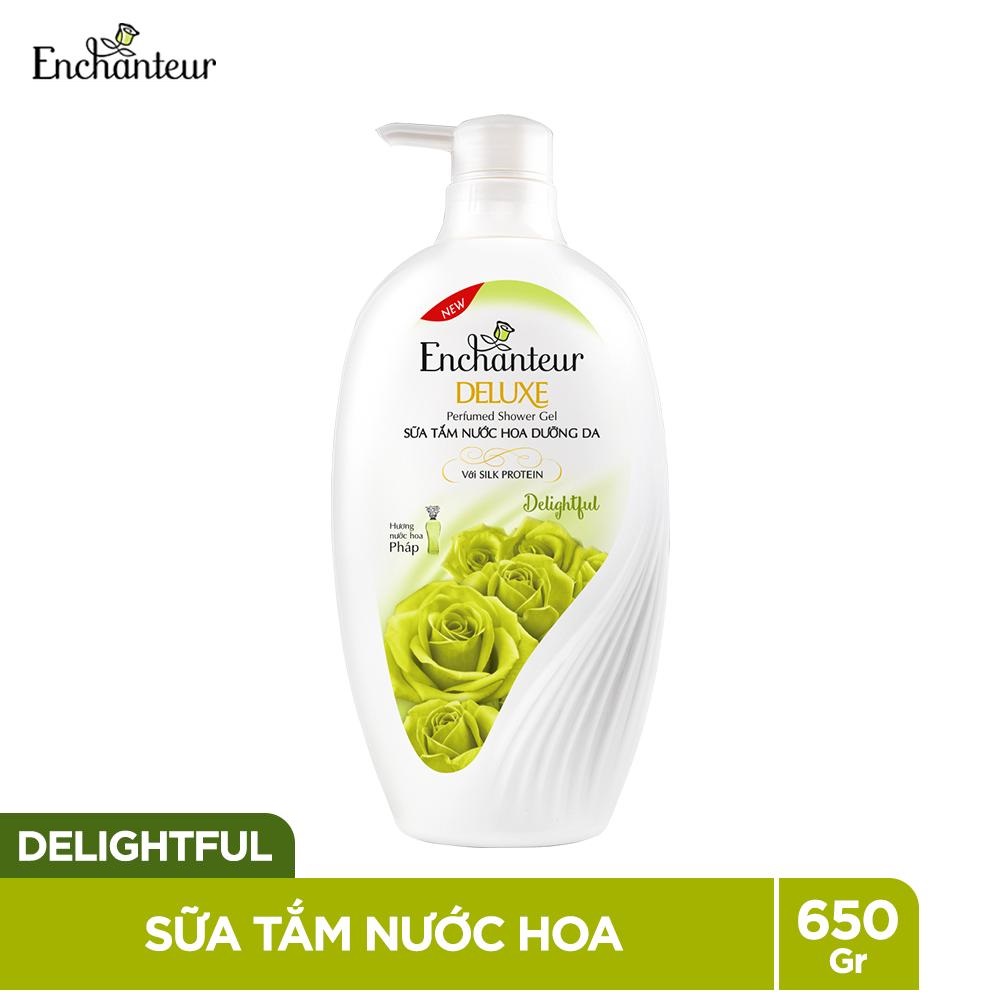 Enchanteur
NEW
Enchanteur
DELUXE
Perfumed Shower Gel
SỮA TẮM NƯỚC HOA DƯỠNG DA
Với SILK PROTEIN
Delightful
Hương
nước hoa
Pháp
DELIGHTFUL
SỮA TẮM NƯỚC HOA
650
Gr